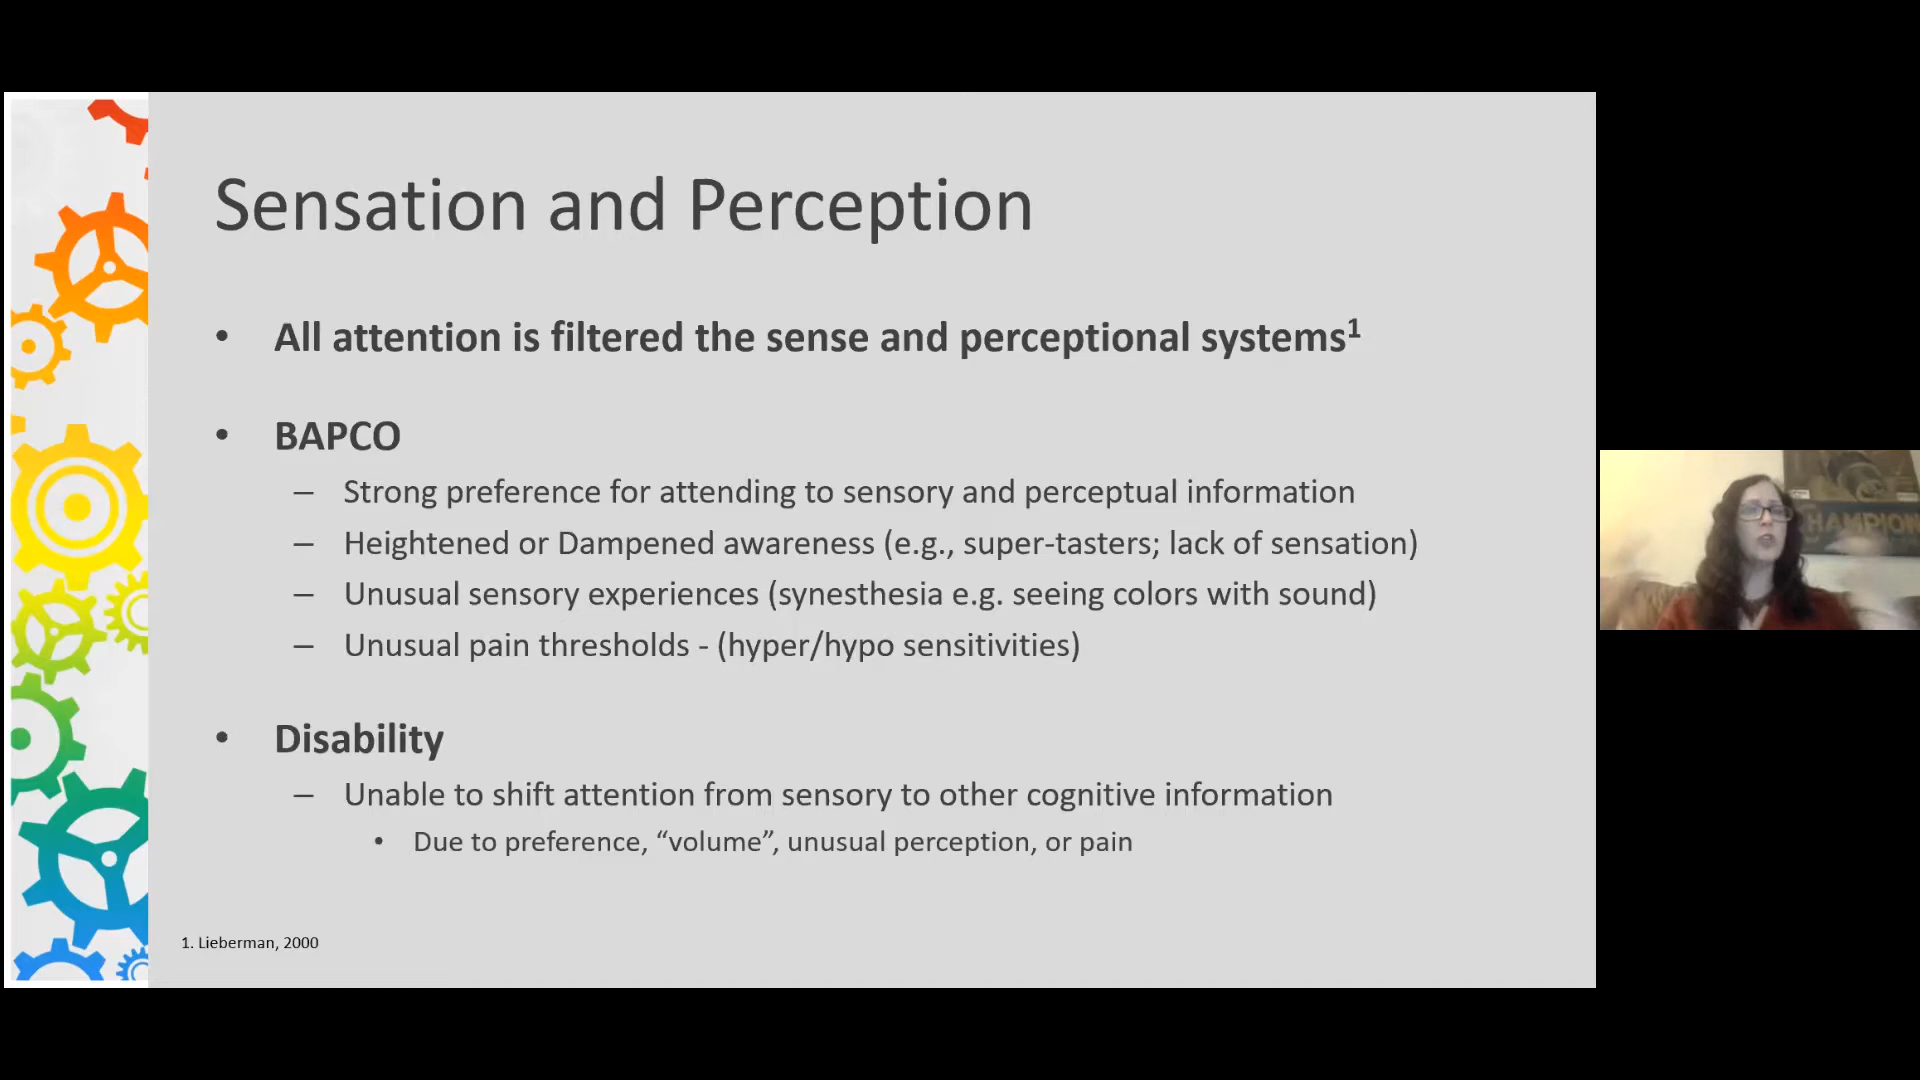 Sensation and Perception
• All attention is filtered the sense and perceptional systems¹
• BAPCO
– Strong preference for attending to sensory and perceptual information
– Heightened or Dampened awareness (e.g., super-tasters; lack of sensation)
– Unusual sensory experiences (synesthesia e.g. seeing colors with sound)
– Unusual pain thresholds - (hyper/hypo sensitivities)
• Disability
– Unable to shift attention from sensory to other cognitive information
• Due to preference, “volume”, unusual perception, or pain
1. Lieberman, 2000
HAMPION